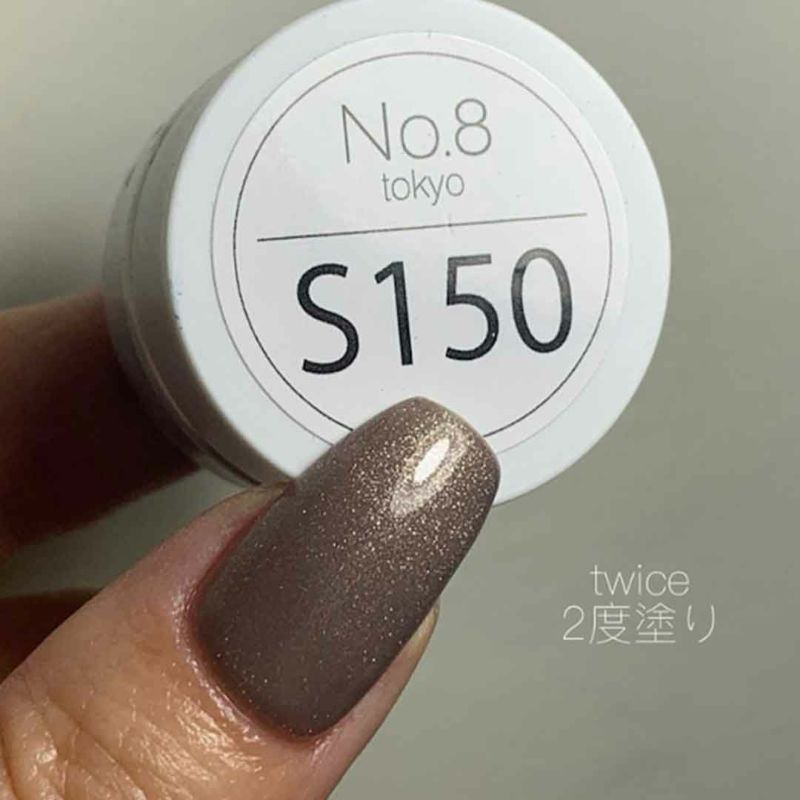 No.8
tokyo
S150
twice
2度塗り